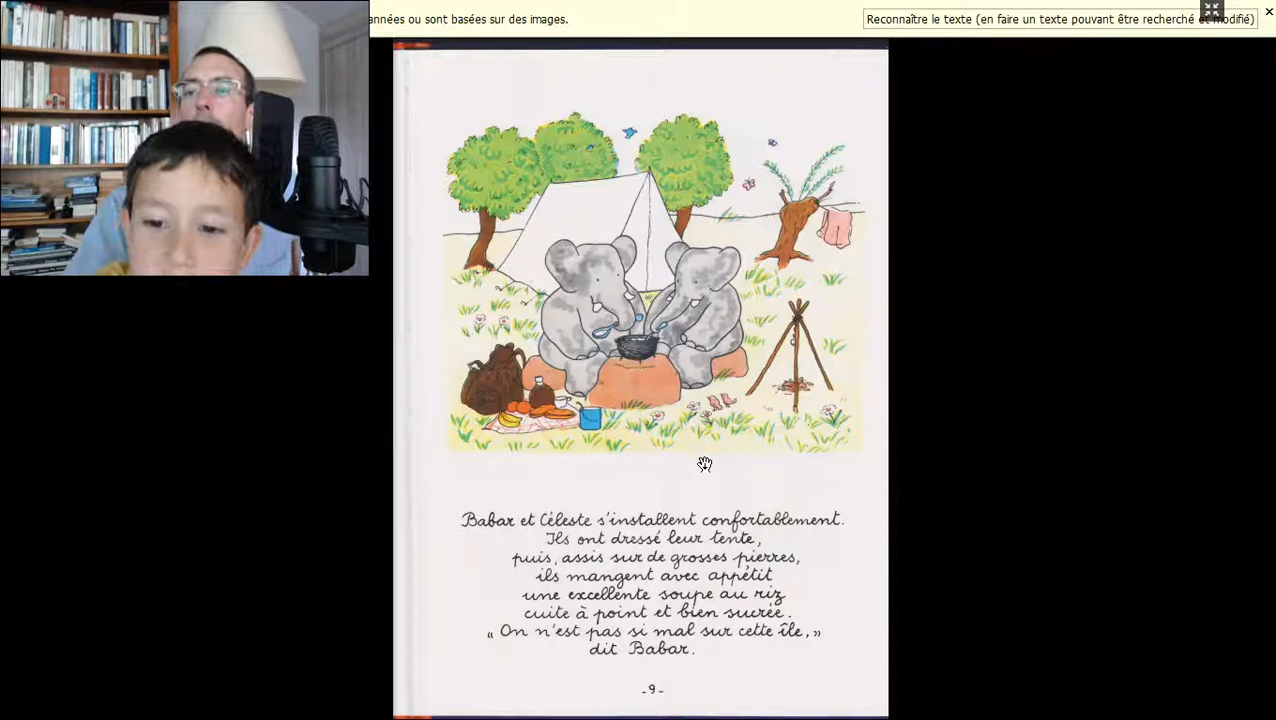 années ou sont basées sur des images.
Reconnaître le texte (en faire un texte pouvant être recherché et modifié)
Babar et Céleste s'installent confortablement.
Ils ont dressé leur tente,
puis, assis sur de grosses pierres,
ils mangent avec appétit
une excellente soupe au riz
cuite à point et bien sucrée.
« On n'est pas si mal sur cette île, »
dit Babar.
-9-